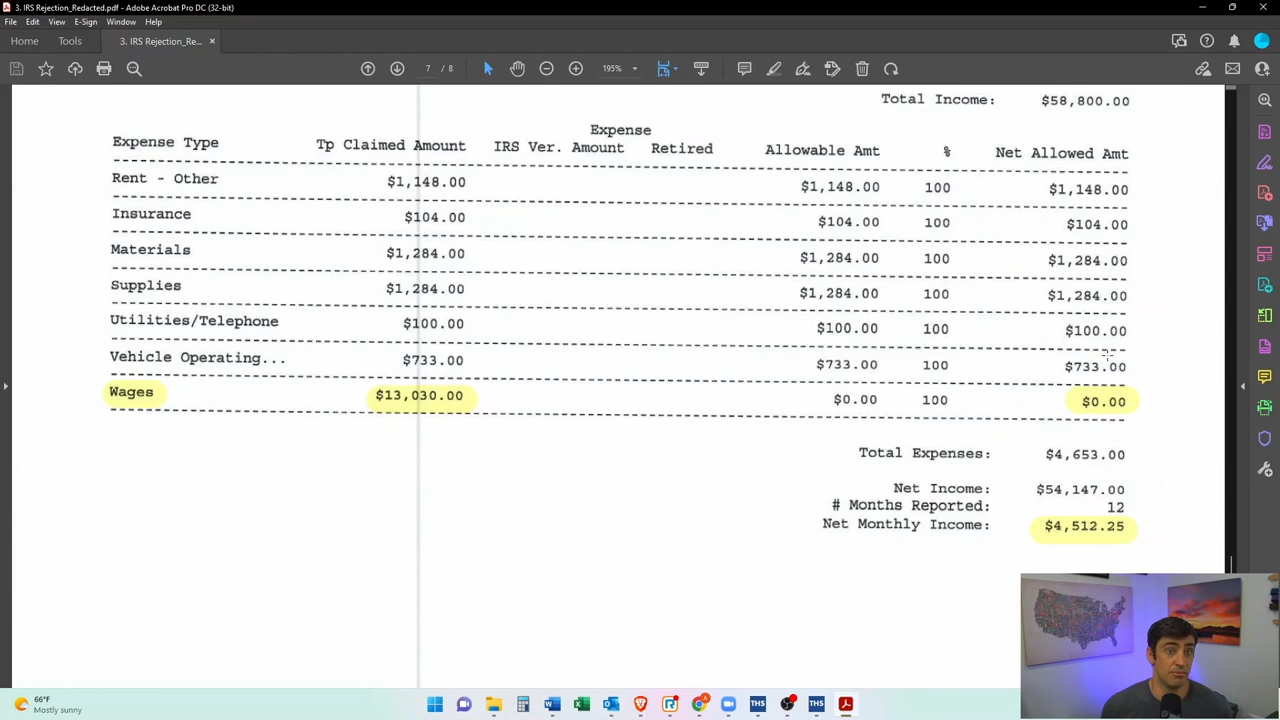 3. IRS Rejection_Redacted.pdf - Adobe Acrobat Pro DC (32-bit)
File Edit View E-Sign Window Help
Home Tools 3. IRS Rejection_Re... ×
7 / 8 195%
Total Income: $58,800.00
Expense
Expense Type Tp Claimed Amount IRS Ver. Amount Retired Allowable Amt % Net Allowed Amt
Rent - Other $1,148.00 $1,148.00 100 $1,148.00
Insurance $104.00 $104.00 100 $104.00
Materials $1,284.00 $1,284.00 100 $1,284.00
Supplies $1,284.00 $1,284.00 100 $1,284.00
Utilities/Telephone $100.00 $100.00 100 $100.00
Vehicle Operating... $733.00 $733.00 100 $733.00
Wages $13,030.00 $0.00 100 $0.00
Total Expenses: $4,653.00
Net Income: $54,147.00
# Months Reported: 12
Net Monthly Income: $4,512.25
66°F
Mostly sunny
THS THS